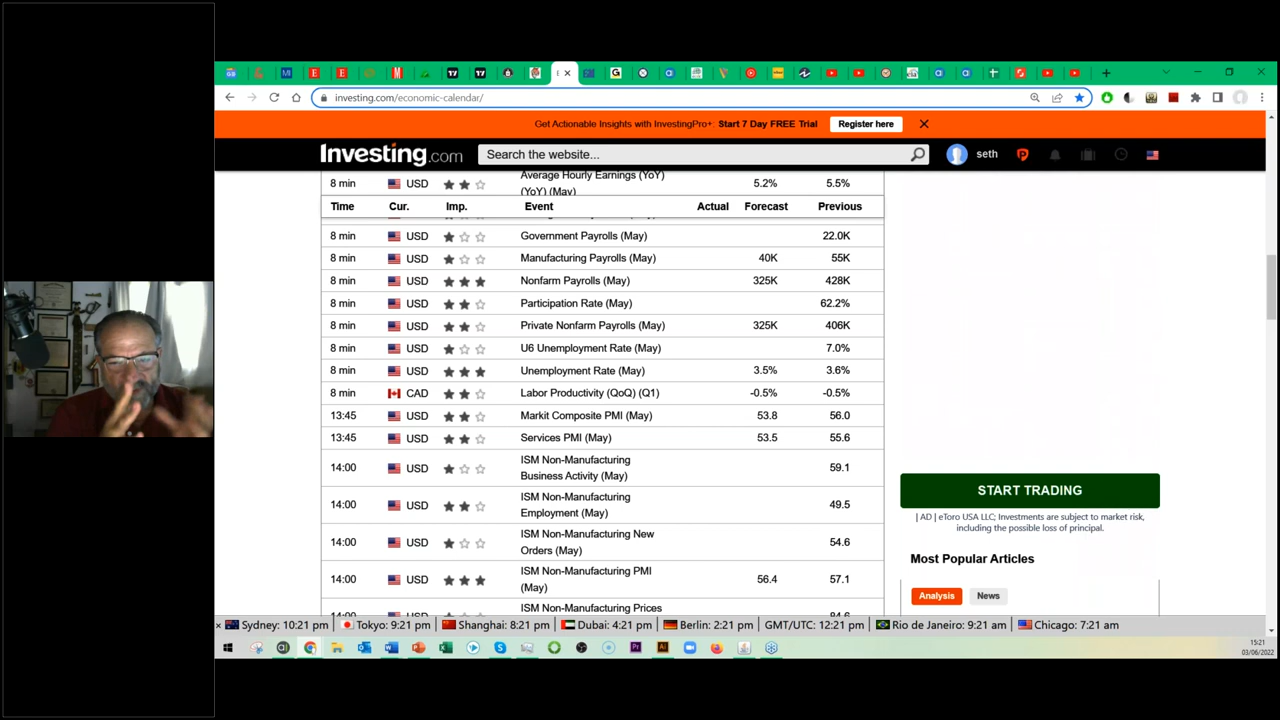 investing.com/economic-calendar/
Get Actionable Insights with InvestingPro+: Start 7 Day FREE Trial Register here
Investing.com Search the website... seth
8 min USD Average Hourly Earnings (YoY) (YoY) (May) 5.2% 5.5%
Time Cur. Imp. Event Actual Forecast Previous
8 min USD Government Payrolls (May) 22.0K
8 min USD Manufacturing Payrolls (May) 40K 55K
8 min USD Nonfarm Payrolls (May) 325K 428K
8 min USD Participation Rate (May) 62.2%
8 min USD Private Nonfarm Payrolls (May) 325K 406K
8 min USD U6 Unemployment Rate (May) 7.0%
8 min USD Unemployment Rate (May) 3.5% 3.6%
8 min CAD Labor Productivity (QoQ) (Q1) -0.5% -0.5%
13:45 USD Markit Composite PMI (May) 53.8 56.0
13:45 USD Services PMI (May) 53.5 55.6
14:00 USD ISM Non-Manufacturing Business Activity (May) 59.1
14:00 USD ISM Non-Manufacturing Employment (May) 49.5
14:00 USD ISM Non-Manufacturing New Orders (May) 54.6
14:00 USD ISM Non-Manufacturing PMI (May) 56.4 57.1
14:00 USD ISM Non-Manufacturing Prices 84.6
START TRADING
| AD | eToro USA LLC; Investments are subject to market risk,
including the possible loss of principal.
Most Popular Articles
Analysis News
× Sydney: 10:21 pm Tokyo: 9:21 pm Shanghai: 8:21 pm Dubai: 4:21 pm Berlin: 2:21 pm GMT/UTC: 12:21 pm Rio de Janeiro: 9:21 am Chicago: 7:21 am
15:21
03/06/2022